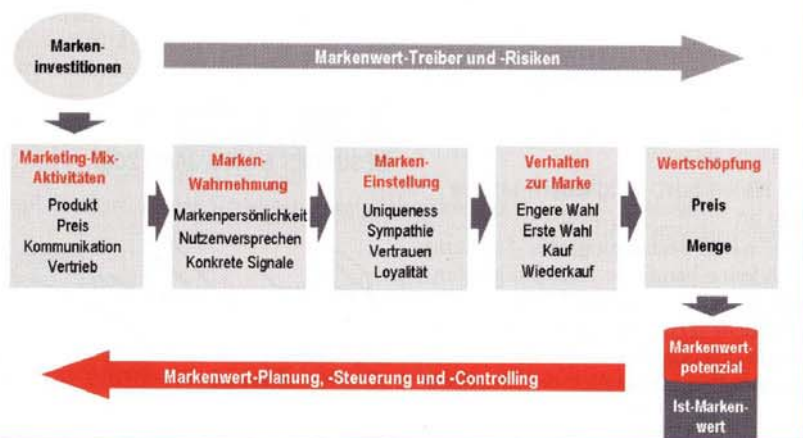 Marken-
investitionen
Markenwert-Treiber und -Risiken
Marketing-Mix-
Aktivitäten
Produkt
Preis
Kommunikation
Vertrieb
Marken-
Wahrnehmung
Markenpersönlichkeit
Nutzenversprechen
Konkrete Signale
Marken-
Einstellung
Uniqueness
Sympathie
Vertrauen
Loyalität
Verhalten
zur Marke
Engere Wahl
Erste Wahl
Kauf
Wiederkauf
Wertschöpfung
Preis
Menge
Markenwert-
potenzial
Ist-Marken-
wert
Markenwert-Planung, -Steuerung und -Controlling